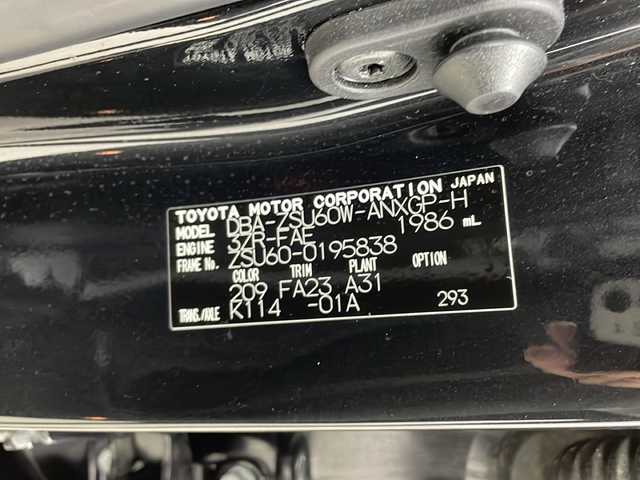 TOYOTA MOTOR CORPORATION JAPAN
MODEL DBA-ZSU60W-ANXGP-H
ENGINE 3ZR-FAE 1986 mL
FRAME No. ZSU60-0195838
COLOR TRIM PLANT OPTION
209 FA23 A31
TRANS./AXLE K114 -01A 293